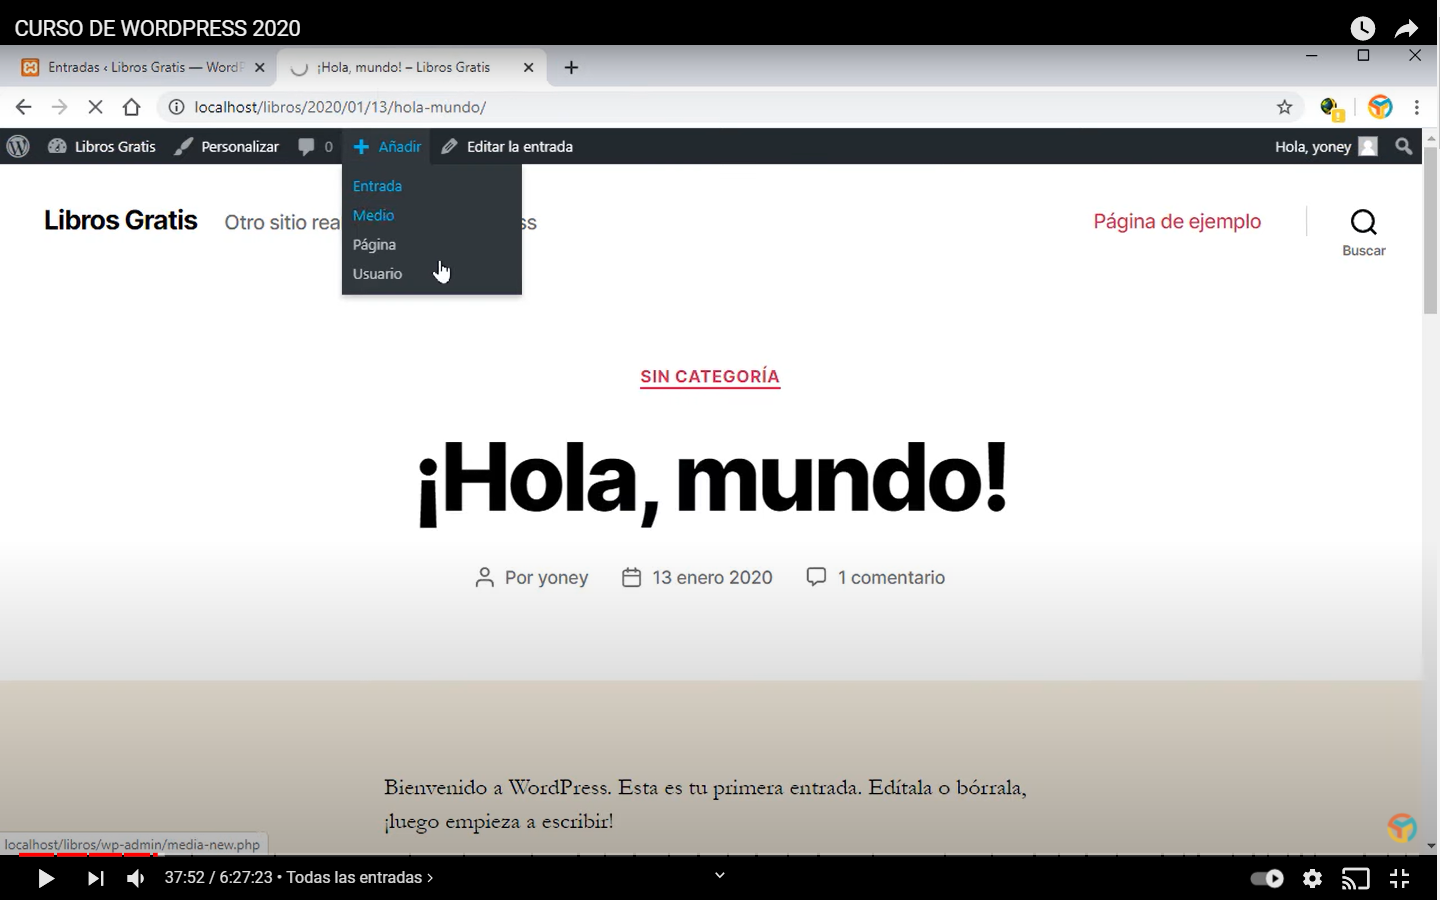 CURSO DE WORDPRESS 2020
Entradas ‹ Libros Gratis — WordP
¡Hola, mundo! – Libros Gratis
localhost/libros/2020/01/13/hola-mundo/
Libros Gratis
Personalizar
0
Añadir
Editar la entrada
Hola, yoney
Entrada
Medio
Página
Usuario
Libros Gratis
Otro sitio rea
ss
Página de ejemplo
Buscar
SIN CATEGORÍA
¡Hola, mundo!
Por yoney
13 enero 2020
1 comentario
Bienvenido a WordPress. Esta es tu primera entrada. Edítala o bórrala,
¡luego empieza a escribir!
localhost/libros/wp-admin/media-new.php
37:52 / 6:27:23 • Todas las entradas ›